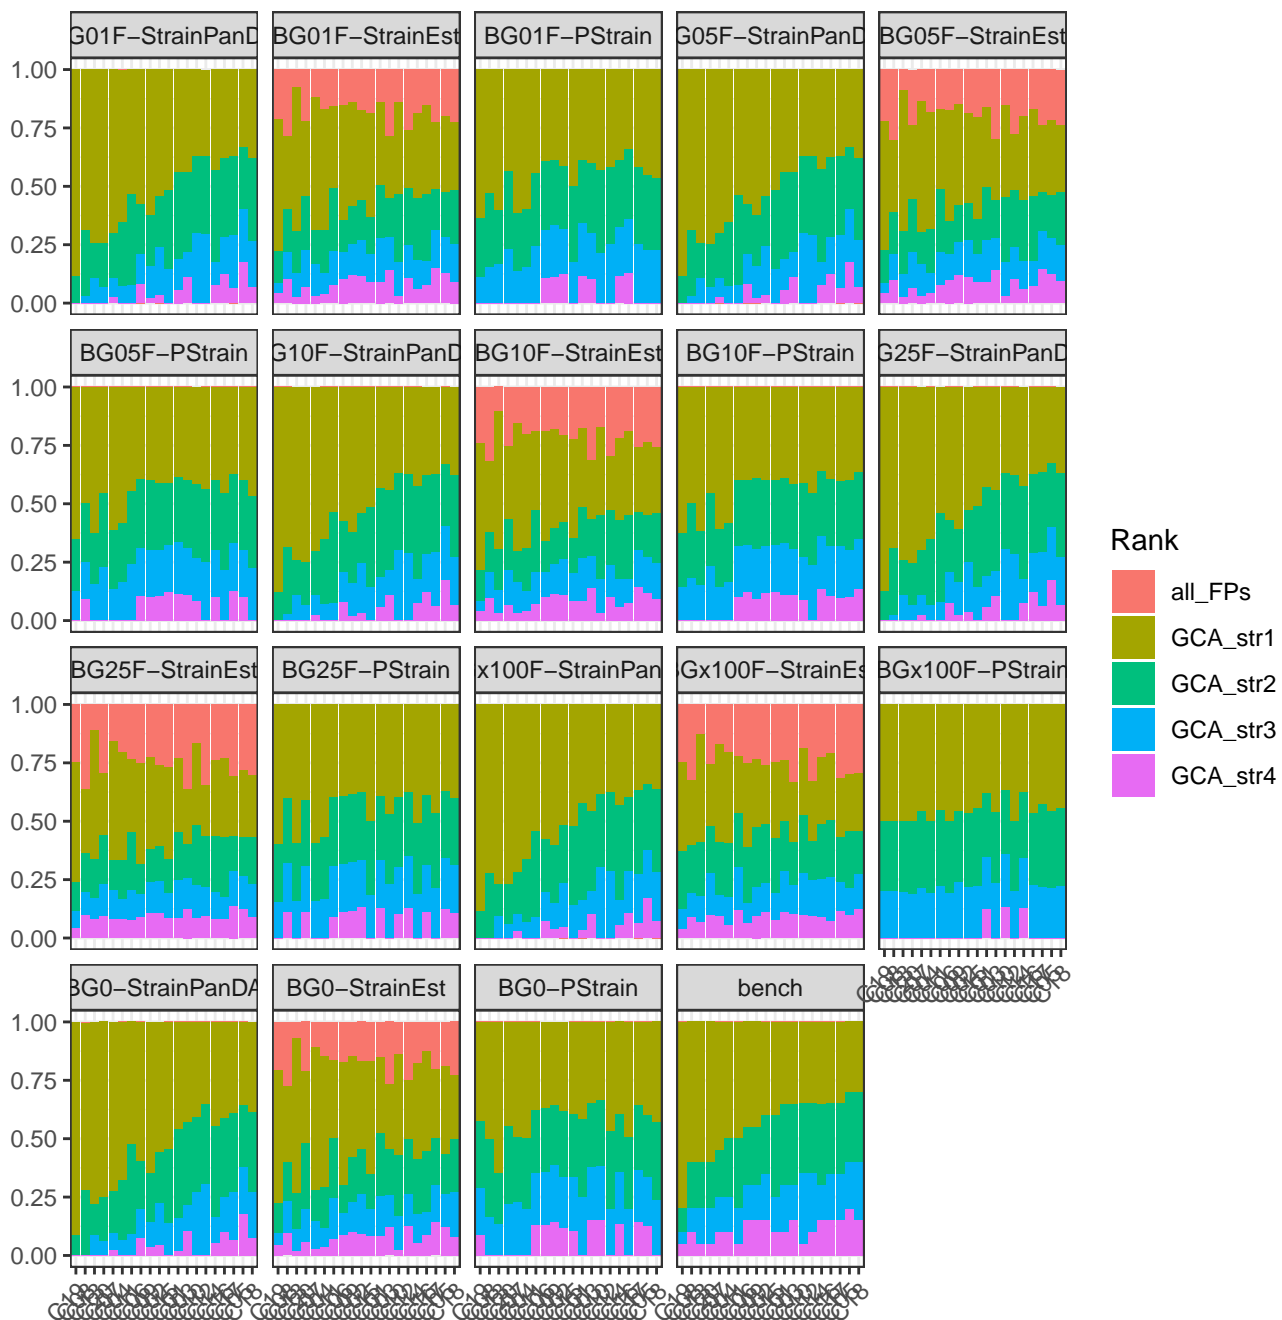 G01F−StrainPanD BG01F−StrainEst BG01F−PStrain G05F−StrainPanD BG05F−StrainEst
1.00
0.75
0.50
0.25
0.00
BG05F−PStrain G10F−StrainPanD BG10F−StrainEst BG10F−PStrain G25F−StrainPanD
1.00
0.75
0.50
0.25
0.00
Rank
all_FPs
GCA_str1
GCA_str2
GCA_str3
GCA_str4
BG25F−StrainEst BG25F−PStrain x100F−StrainPan Gx100F−StrainEs BGx100F−PStrain
1.00
0.75
0.50
0.25
0.00
BG0−StrainPanDA BG0−StrainEst BG0−PStrain bench
1.00
0.75
0.50
0.25
0.00